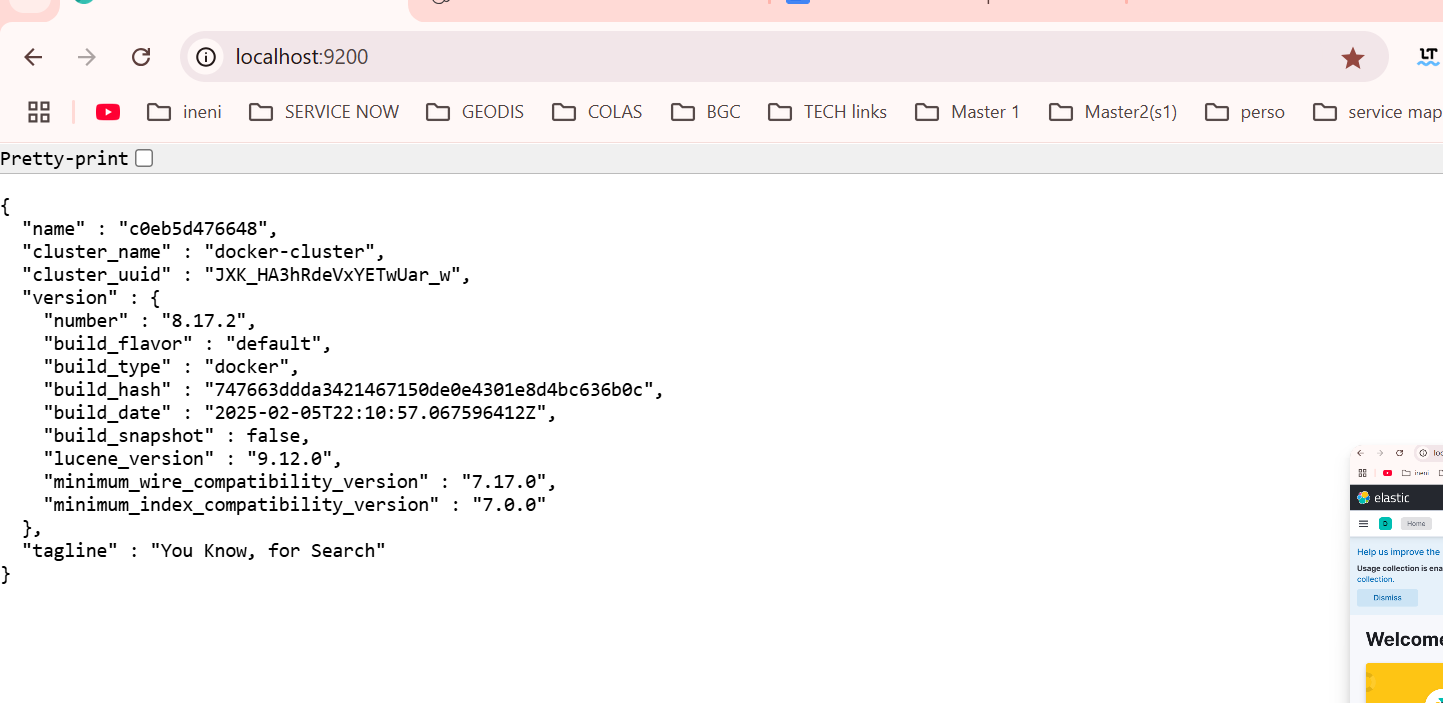 localhost:9200
ineni
SERVICE NOW
GEODIS
COLAS
BGC
TECH links
Master 1
Master2(s1)
perso
service map
LT
Pretty-print
{
"name" : "c0eb5d476648",
"cluster_name" : "docker-cluster",
"cluster_uuid" : "JXK_HA3hRdeVxYETwUar_w",
"version" : {
"number" : "8.17.2",
"build_flavor" : "default",
"build_type" : "docker",
"build_hash" : "747663ddda3421467150de0e4301e8d4bc636b0c",
"build_date" : "2025-02-05T22:10:57.067596412Z",
"build_snapshot" : false,
"lucene_version" : "9.12.0",
"minimum_wire_compatibility_version" : "7.17.0",
"minimum_index_compatibility_version" : "7.0.0"
},
"tagline" : "You Know, for Search"
}
ineni
elastic
D
Home
Help us improve the
Usage collection is ena
collection.
Dismiss
Welcome